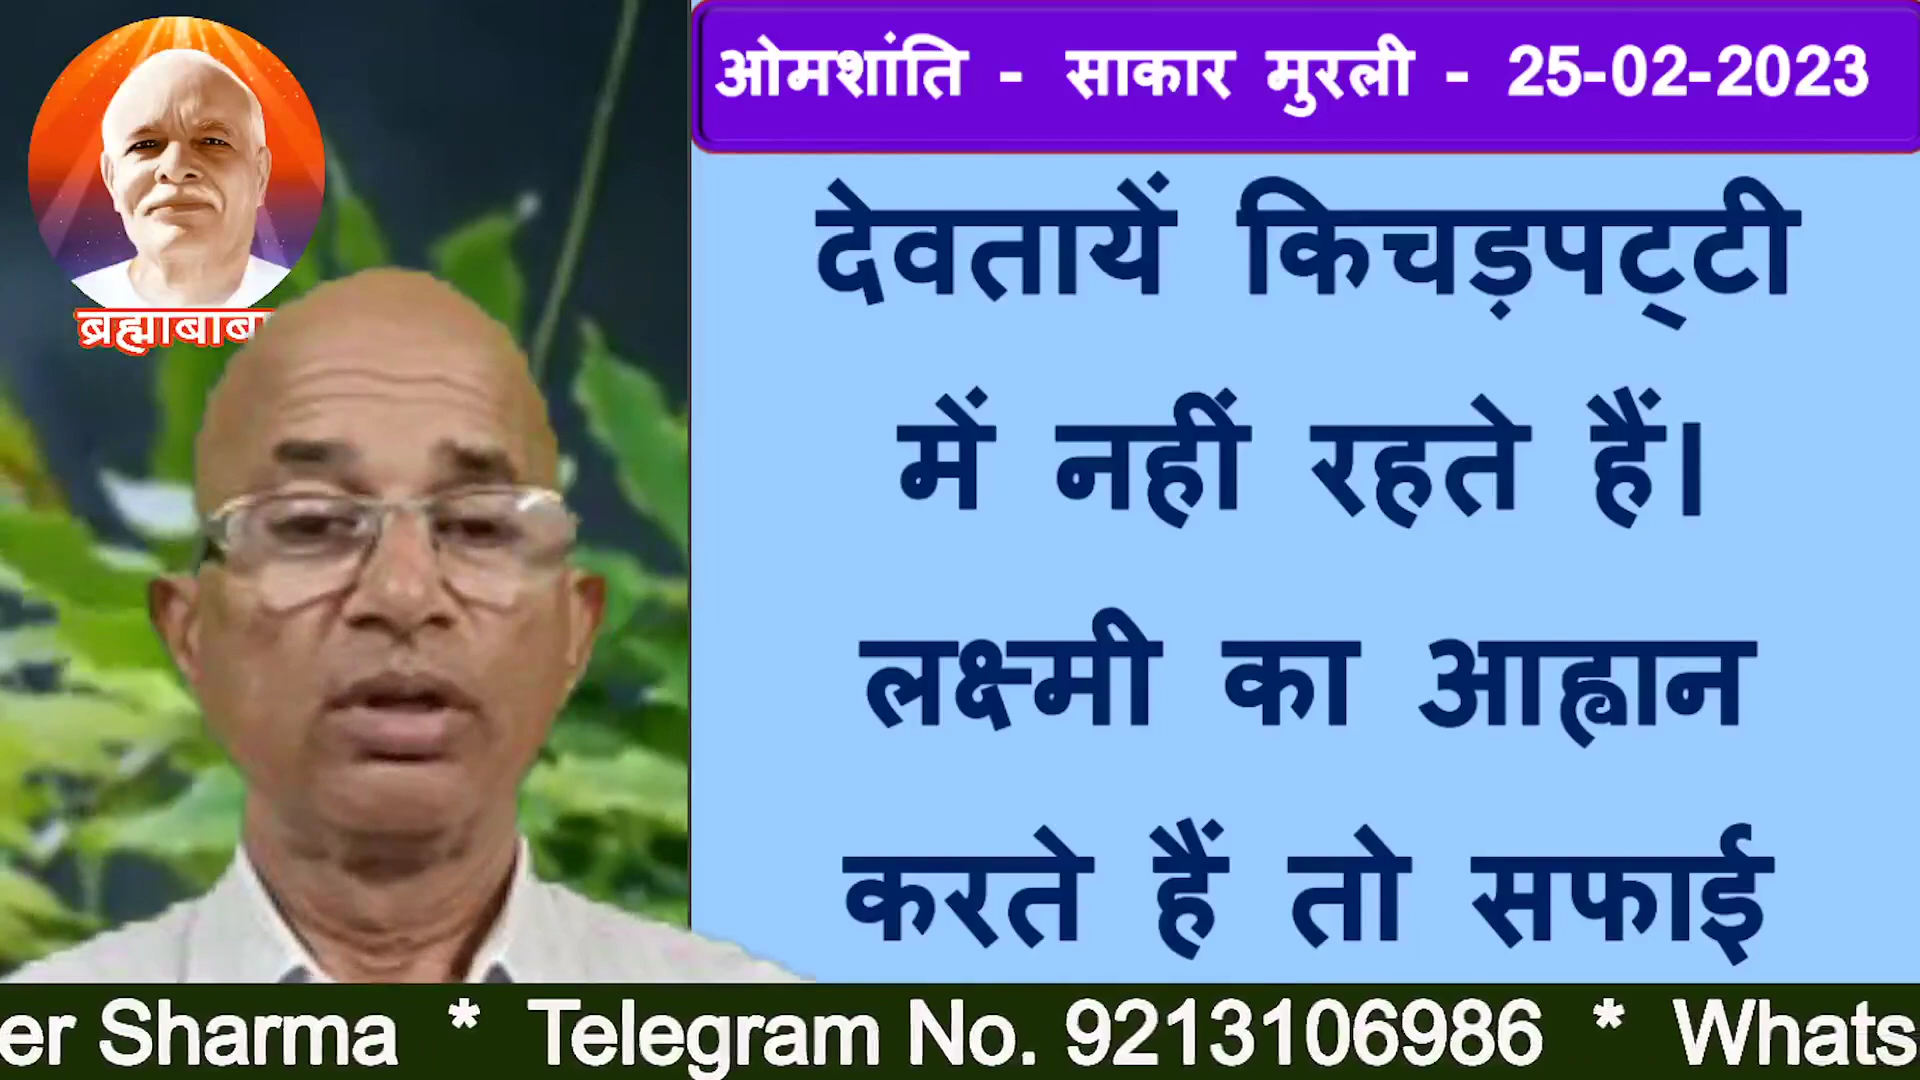 ओमशांति - साकार मुरली - 25-02-2023
ब्रह्माबाब
देवतायें किचड़पट्टी
में नहीं रहते हैं।
लक्ष्मी का आह्वान
करते हैं तो सफाई
er Sharma * Telegram No. 9213106986 * Whats